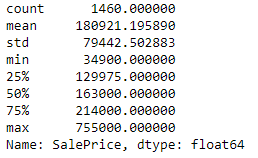 count 1460.000000
mean 180921.195890
std 79442.502883
min 34900.000000
25% 129975.000000
50% 163000.000000
75% 214000.000000
max 755000.000000
Name: SalePrice, dtype: float64